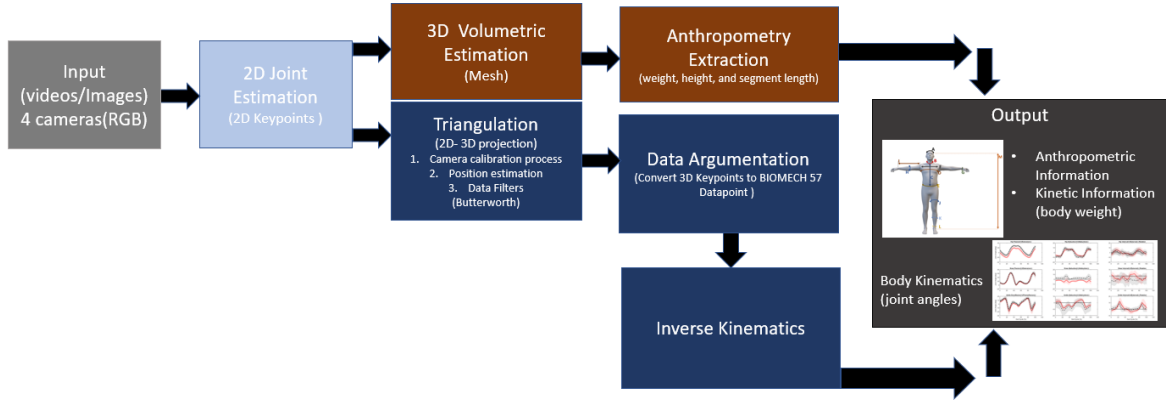 Input
(videos/Images)
4 cameras(RGB)
2D Joint
Estimation
(2D Keypoints )
3D  Volumetric
Estimation
(Mesh)
Anthropometry
Extraction
(weight, height, and segment length)
Triangulation
(2D- 3D projection)
1. Camera calibration process
2. Position estimation
3. Data Filters
(Butterworth)
Data Argumentation
(Convert 3D Keypoints to BIOMECH 57
Datapoint )
Inverse Kinematics
Output
• Anthropometric
Information
• Kinetic Information
(body weight)
Body Kinematics
(joint angles)